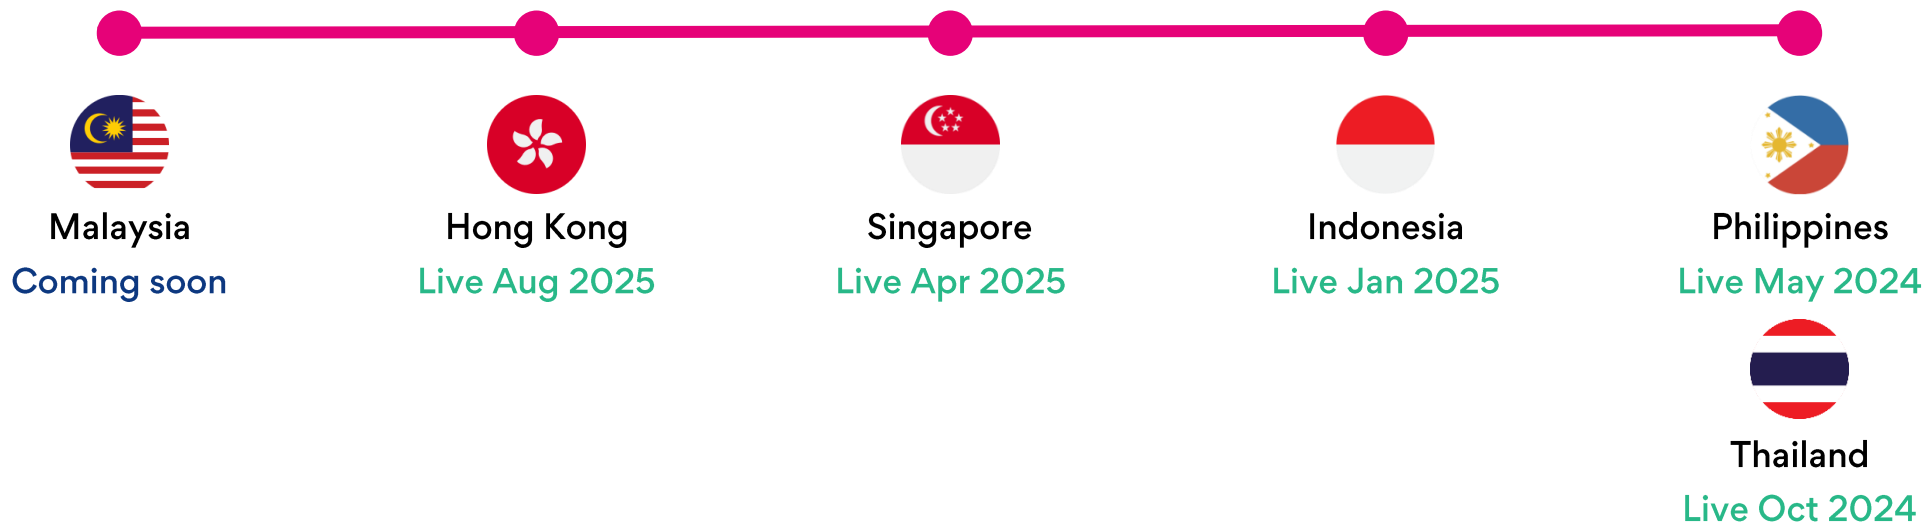 Malaysia
Coming soon
Hong Kong
Live Aug 2025
Singapore
Live Apr 2025
Indonesia
Live Jan 2025
Philippines
Live May 2024
Thailand
Live Oct 2024